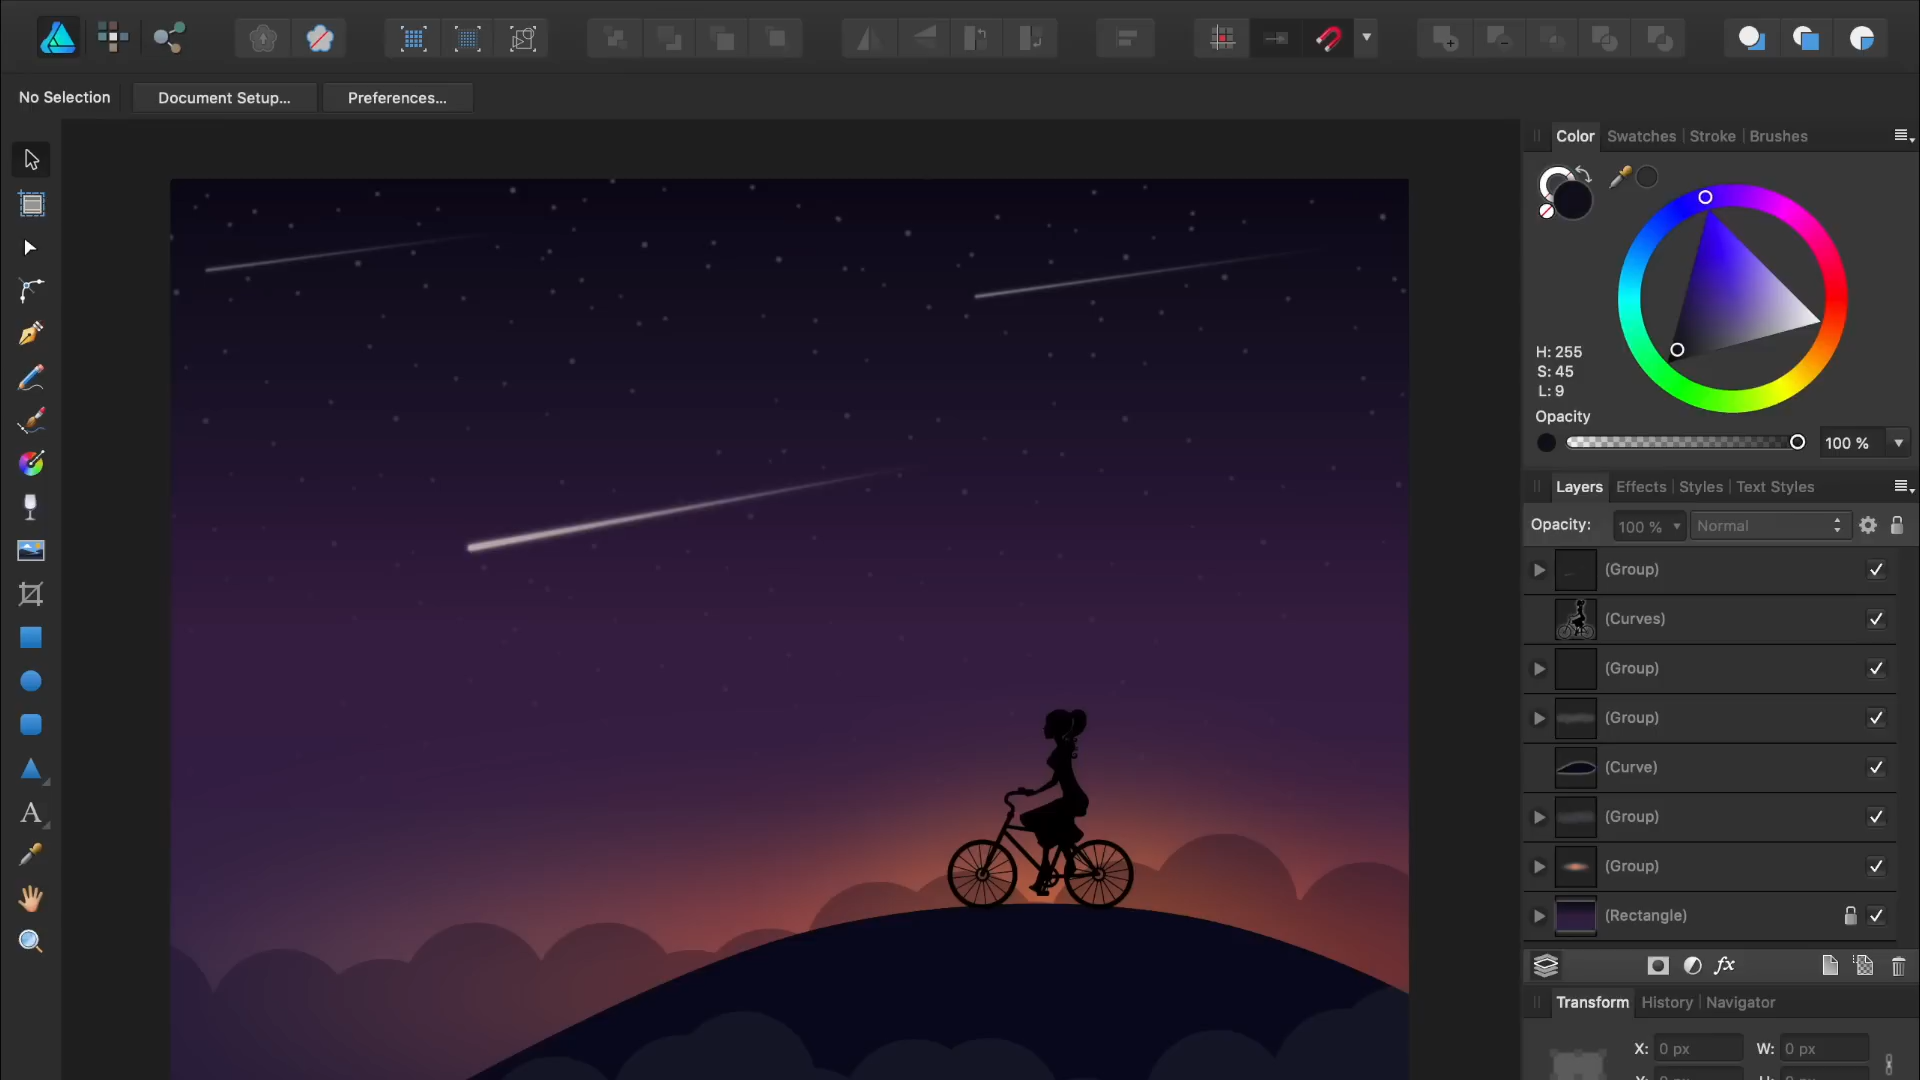 No Selection
Document Setup...
Preferences...
Color
Swatches
Stroke
Brushes
H: 255
S: 45
L: 9
Opacity
100 %
Layers
Effects
Styles
Text Styles
Opacity:
100 %
Normal
(Group)
(Curves)
(Group)
(Group)
(Curve)
(Group)
(Group)
(Rectangle)
fx
Transform
History
Navigator
X: 0 px
W: 0 px
A